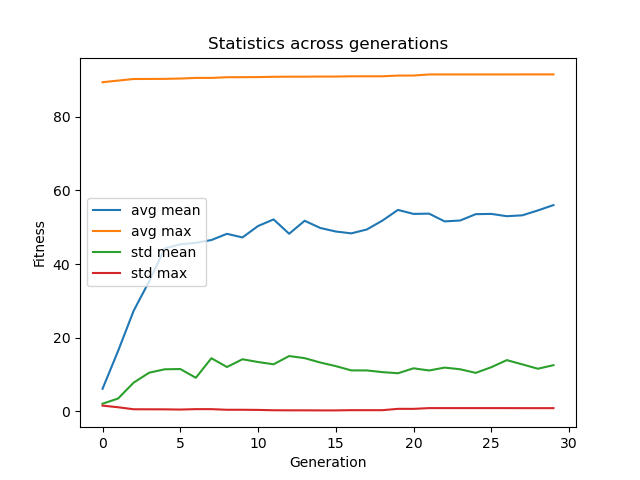 Statistics across generations
Fitness
80
60
40
20
0
avg mean
avg max
std mean
std max
0 5 10 15 20 25 30
Generation